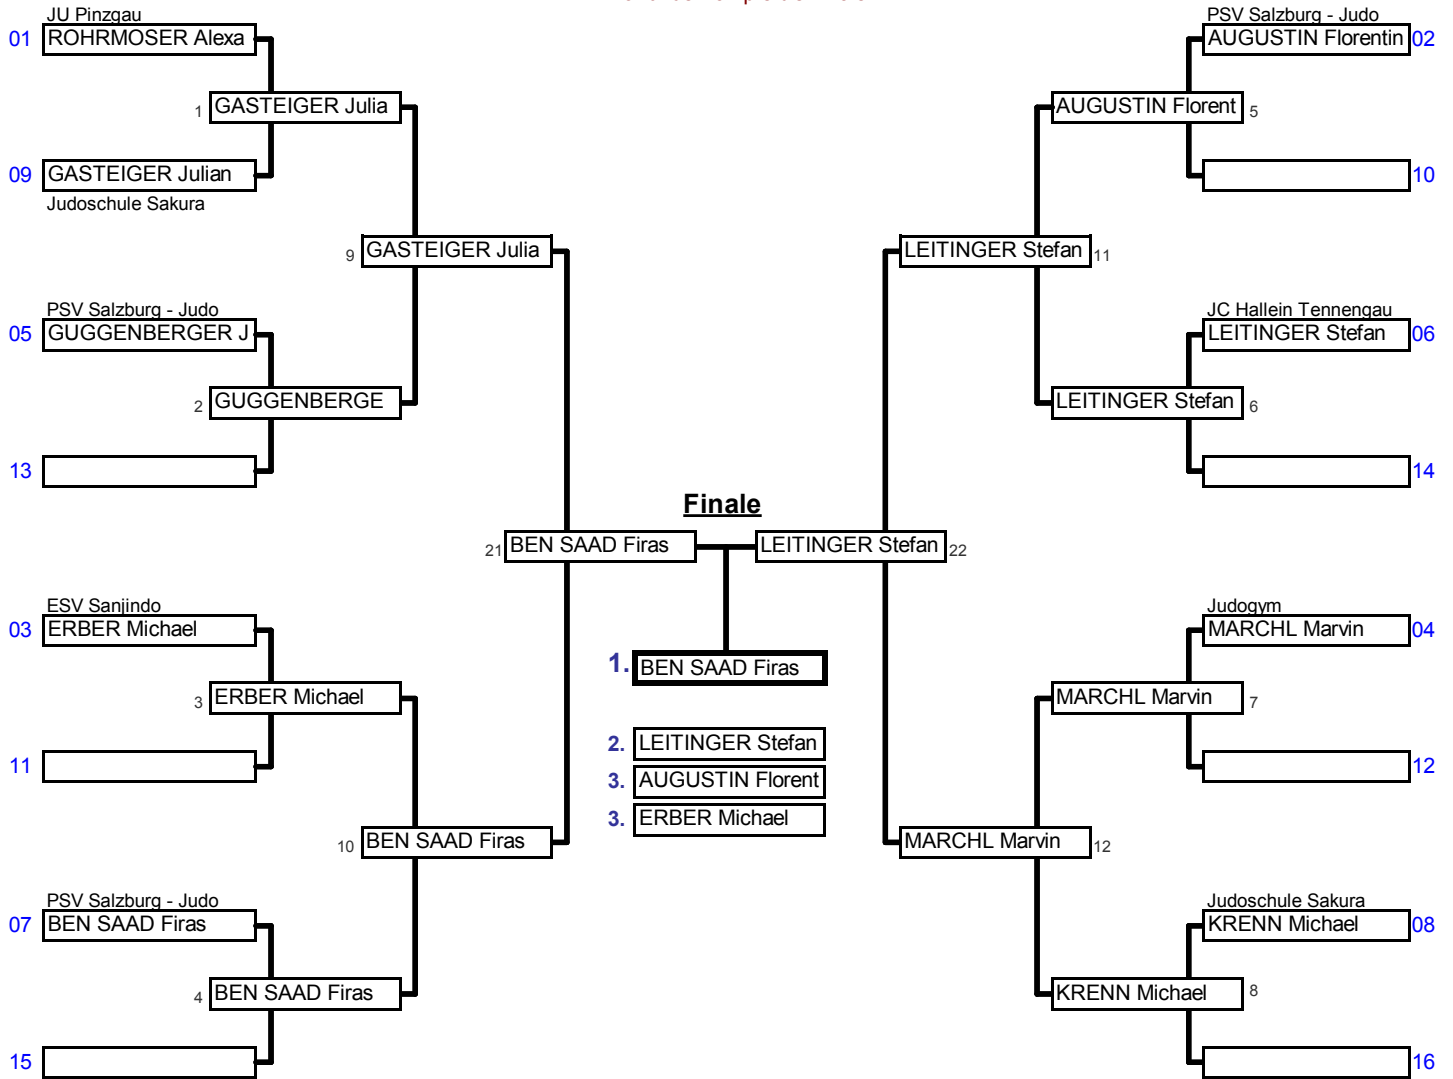 JU Pinzgau
01 ROHRMOSER Alexa
1 GASTEIGER Julia
09 GASTEIGER Julian
Judoschule Sakura
9 GASTEIGER Julia
PSV Salzburg - Judo
05 GUGGENBERGER J
2 GUGGENBERGE
13
21 BEN SAAD Firas
ESV Sanjindo
03 ERBER Michael
3 ERBER Michael
11
10 BEN SAAD Firas
PSV Salzburg - Judo
07 BEN SAAD Firas
4 BEN SAAD Firas
15
Finale
1. BEN SAAD Firas
2. LEITINGER Stefan
3. AUGUSTIN Florent
3. ERBER Michael
PSV Salzburg - Judo
AUGUSTIN Florentin 02
AUGUSTIN Florent 5
10
LEITINGER Stefan 11
JC Hallein Tennengau
LEITINGER Stefan 06
LEITINGER Stefan 6
14
LEITINGER Stefan 22
Judogym
MARCHL Marvin 04
MARCHL Marvin 7
12
MARCHL Marvin 12
Judoschule Sakura
KRENN Michael 08
KRENN Michael 8
16